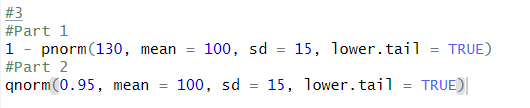 #3
#Part 1
1 - pnorm(130, mean = 100, sd = 15, lower.tail = TRUE)
#Part 2
qnorm(0.95, mean = 100, sd = 15, lower.tail = TRUE)